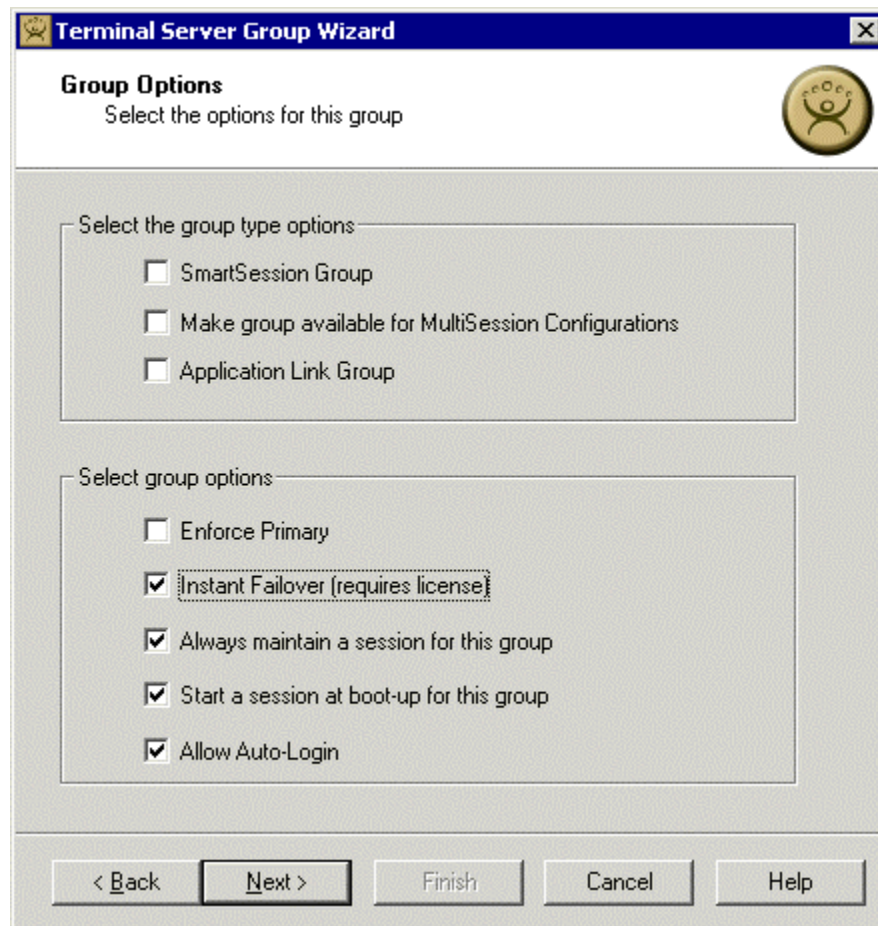 Terminal Server Group Wizard
Group Options
Select the options for this group
Select the group type options
SmartSession Group
Make group available for MultiSession Configurations
Application Link Group
Select group options
Enforce Primary
Instant Failover (requires license)
Always maintain a session for this group
Start a session at boot-up for this group
Allow Auto-Login
< Back Next > Finish Cancel Help